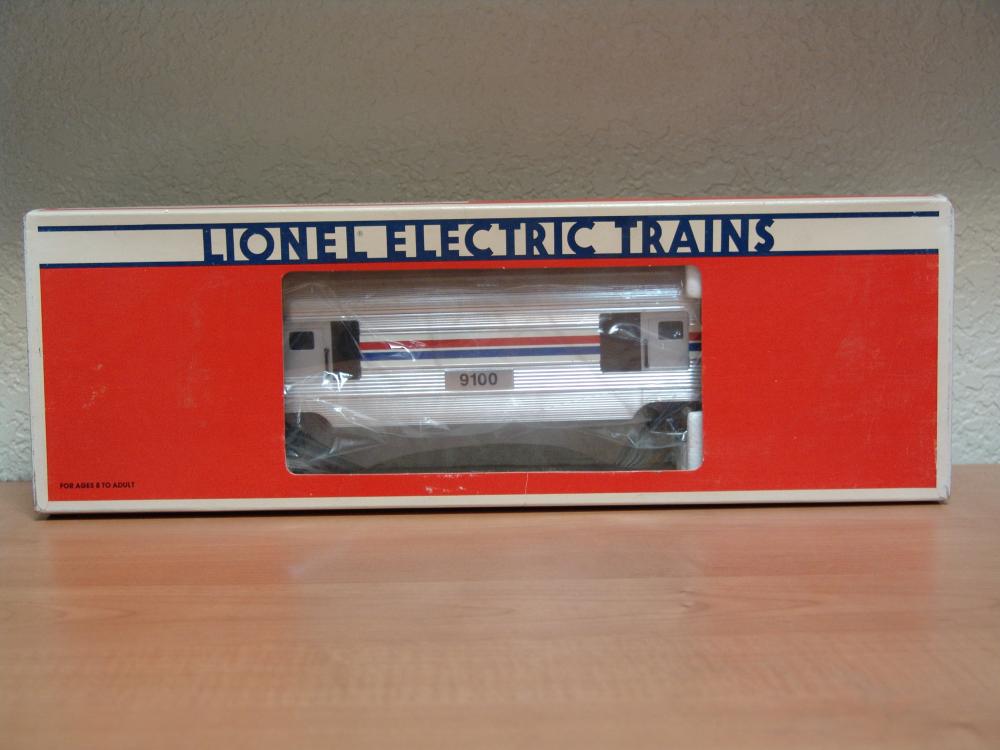 LIONEL® ELECTRIC TRAINS
9100
FOR AGES 8 TO ADULT